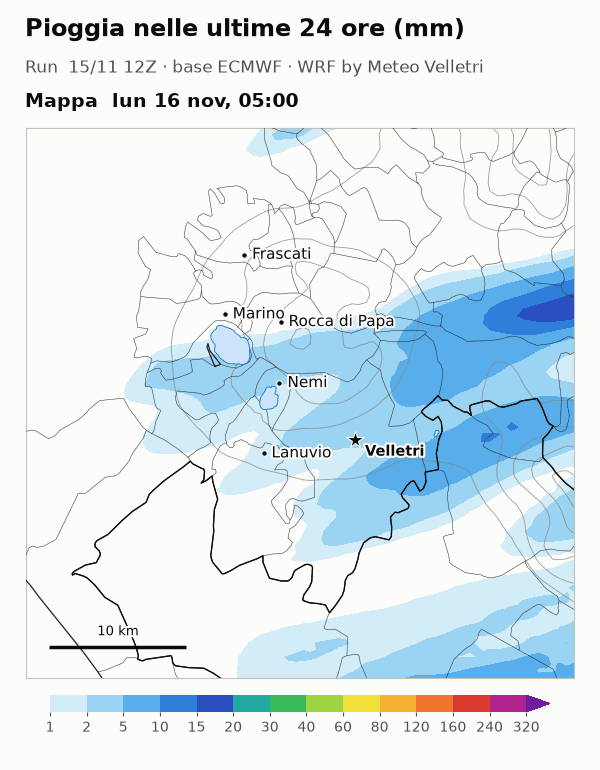 Pioggia nelle ultime 24 ore (mm)
Run  15/11 12Z · base ECMWF · WRF by Meteo Velletri
Mappa  lun 16 nov, 05:00
Frascati
Marino
Rocca di Papa
Nemi
Velletri
Lanuvio
10 km
1 2 5 10 15 20 30 40 60 80 120 160 240 320